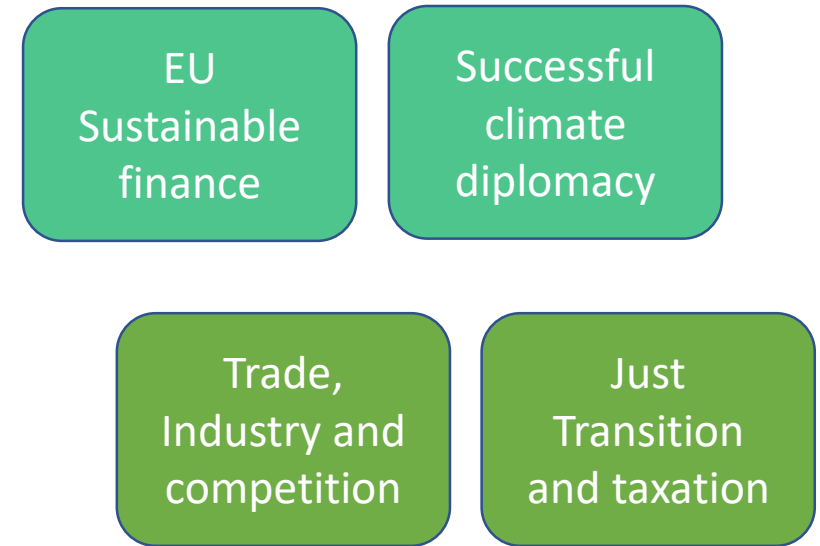 EU
Sustainable
finance
Successful
climate
diplomacy
Trade,
Industry and
competition
Just
Transition
and taxation